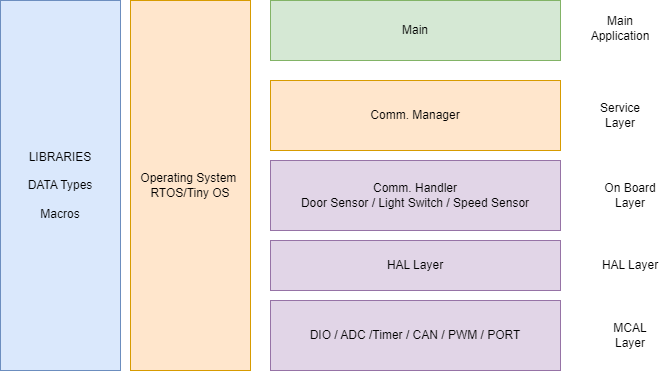 LIBRARIES
DATA Types
Macros
Operating System
RTOS/Tiny OS
Main
Main
Application
Comm. Manager
Service
Layer
Comm. Handler
Door Sensor / Light Switch / Speed Sensor
On Board
Layer
HAL Layer
HAL Layer
DIO / ADC /Timer / CAN / PWM / PORT
MCAL
Layer